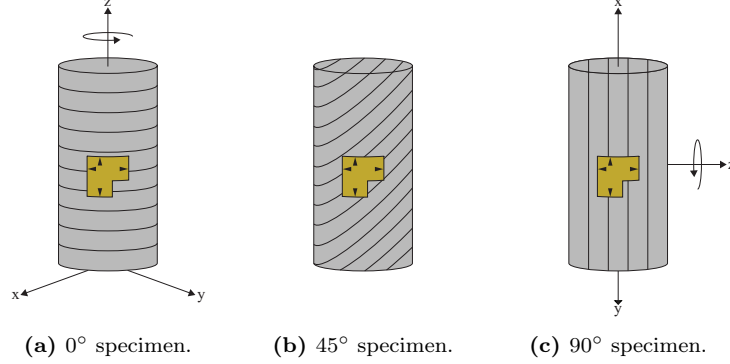 z
x
y
(a) 0° specimen.
(b) 45° specimen.
x
z
y
(c) 90° specimen.